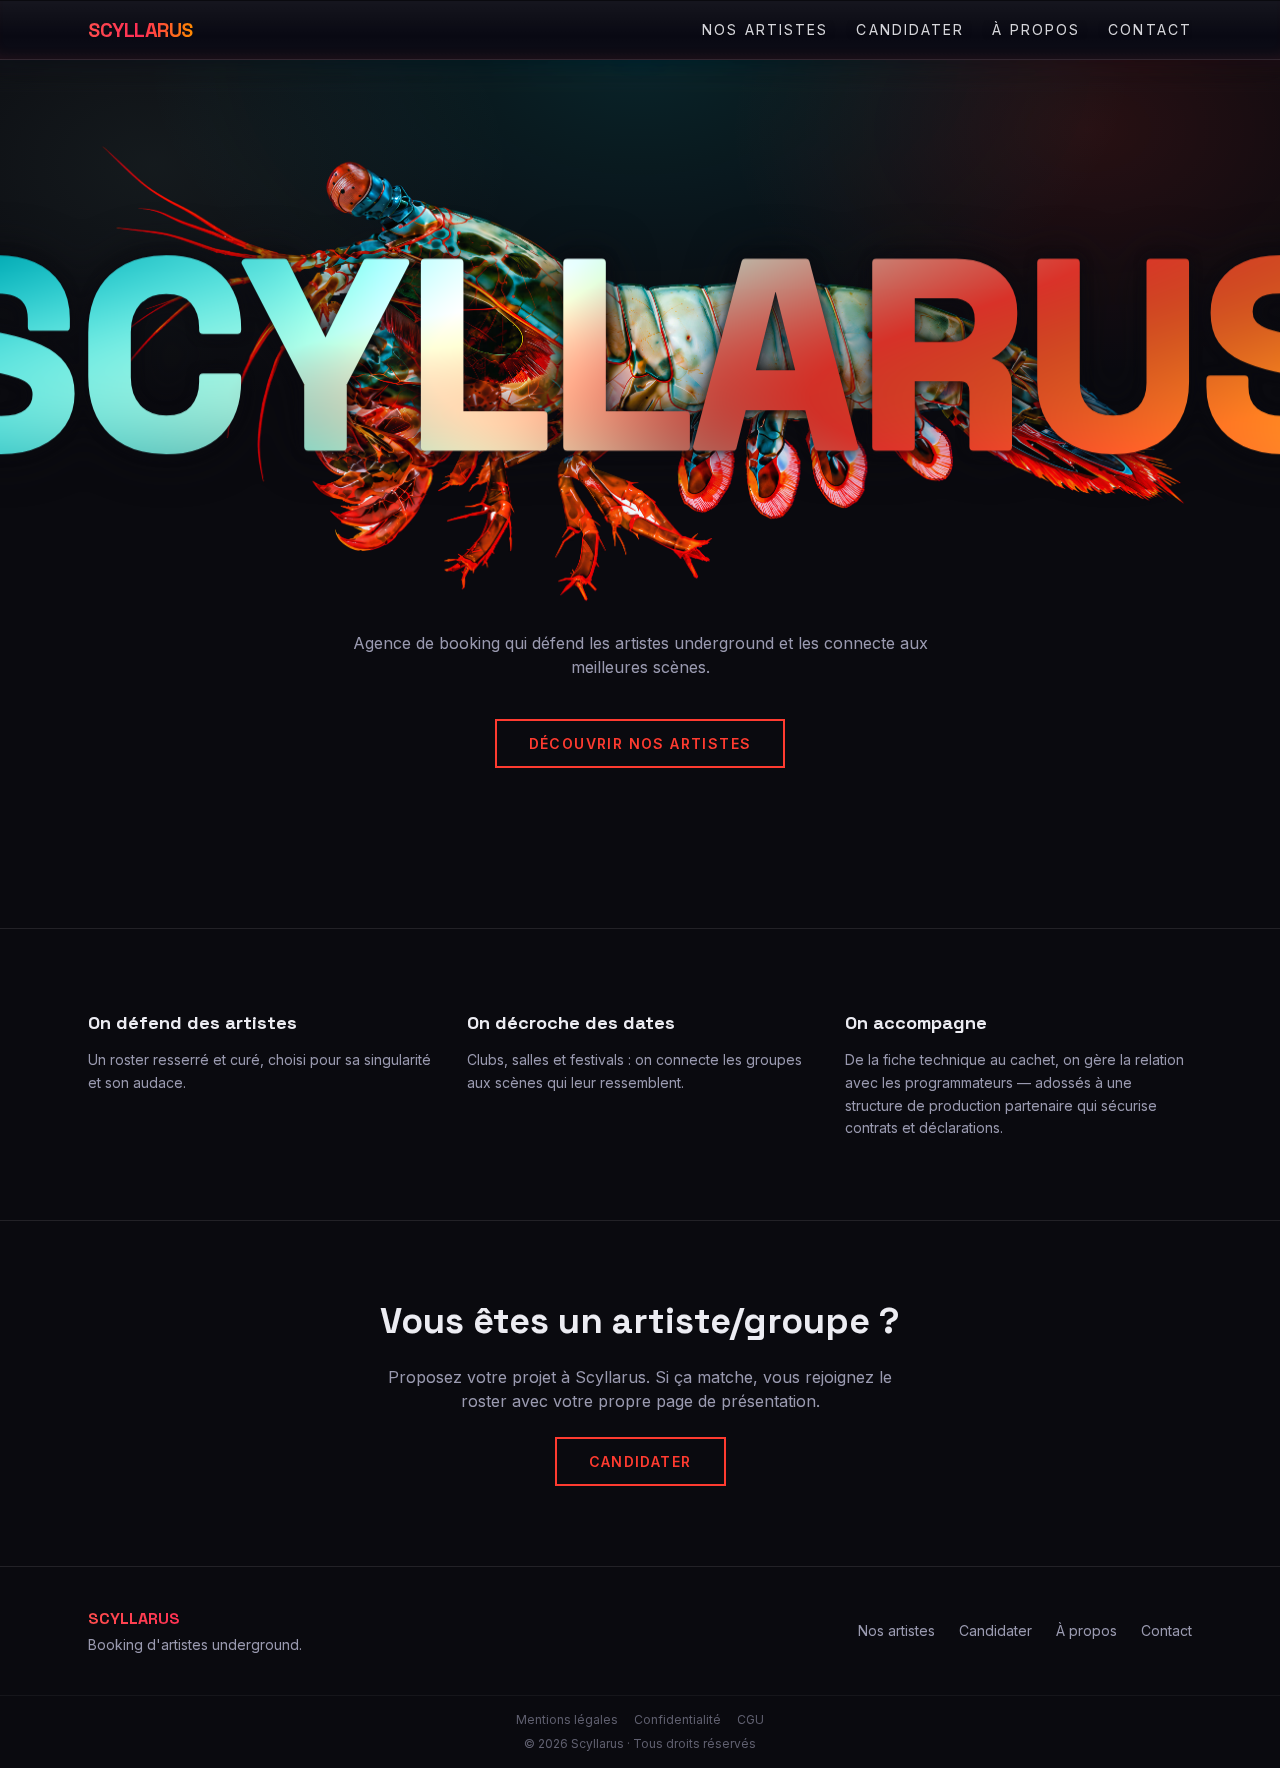 SCYLLARUS
NOS ARTISTES CANDIDATER À PROPOS CONTACT
SCYLLARUS
Agence de booking qui défend les artistes underground et les connecte aux
meilleures scènes.
DÉCOUVRIR NOS ARTISTES
On défend des artistes
Un roster resserré et curé, choisi pour sa singularité
et son audace.
On décroche des dates
Clubs, salles et festivals : on connecte les groupes
aux scènes qui leur ressemblent.
On accompagne
De la fiche technique au cachet, on gère la relation
avec les programmateurs — adossés à une
structure de production partenaire qui sécurise
contrats et déclarations.
Vous êtes un artiste/groupe ?
Proposez votre projet à Scyllarus. Si ça matche, vous rejoignez le
roster avec votre propre page de présentation.
CANDIDATER
SCYLLARUS
Booking d'artistes underground.
Nos artistes Candidater À propos Contact
Mentions légales Confidentialité CGU
© 2026 Scyllarus · Tous droits réservés